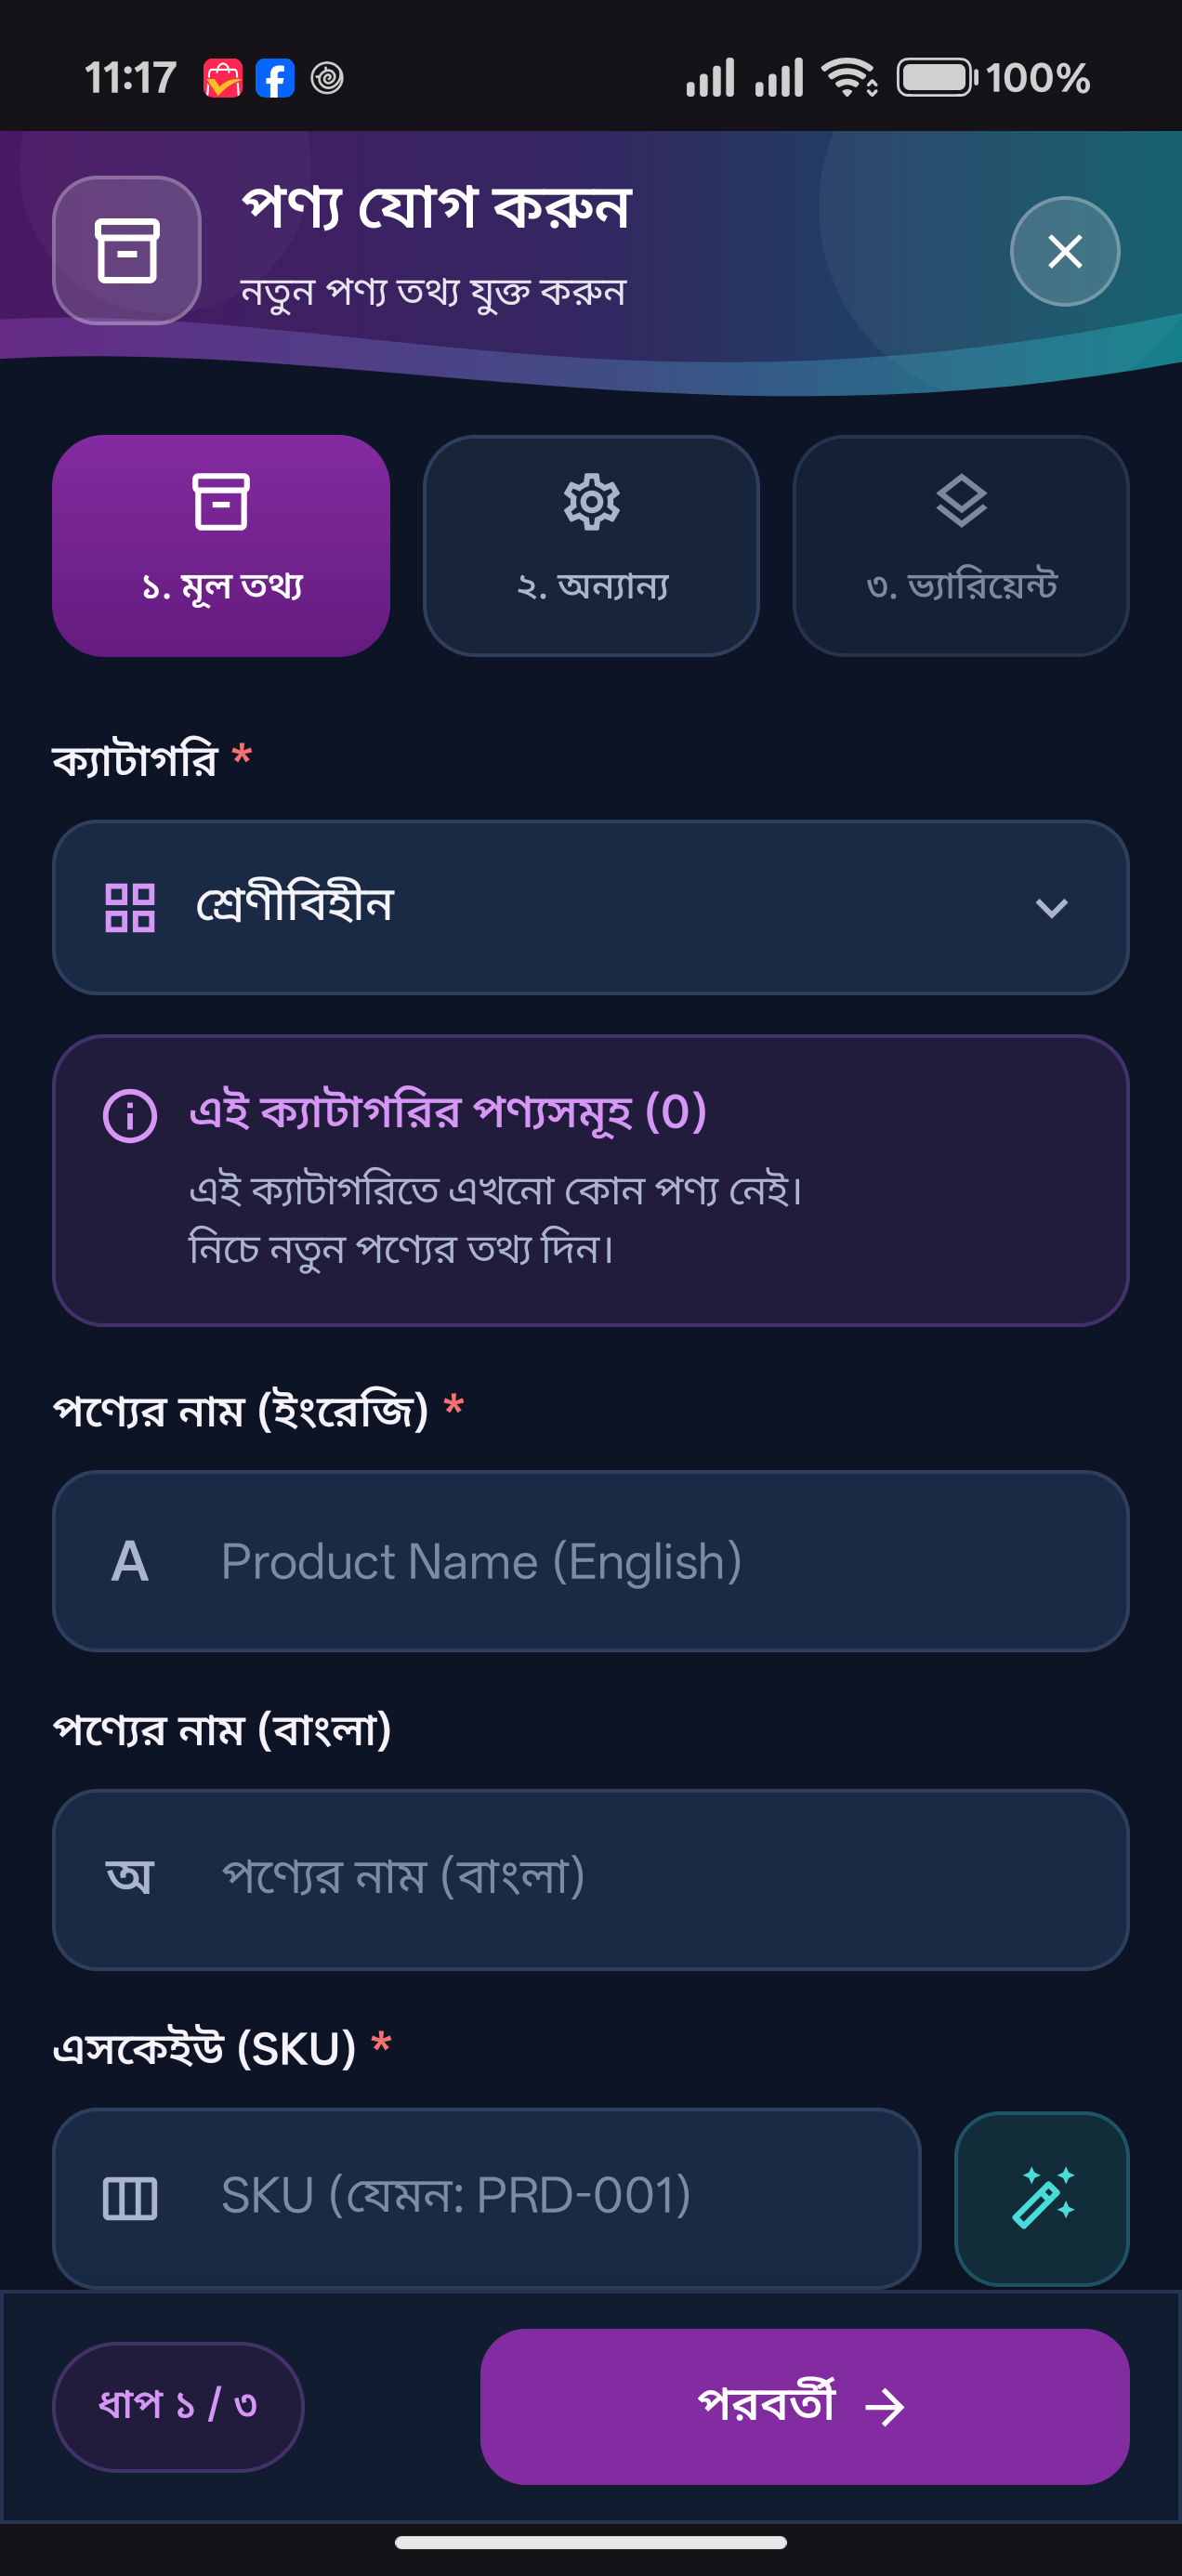 11:17
100%
পণ্য যোগ করুন
নতুন পণ্য তথ্য যুক্ত করুন
১. মূল তথ্য
২. অন্যান্য
৩. ভ্যারিয়েন্ট
ক্যাটাগরি *
শ্রেণীবিহীন
এই ক্যাটাগরির পণ্যসমূহ (0)
এই ক্যাটাগরিতে এখনো কোন পণ্য নেই।
নিচে নতুন পণ্যের তথ্য দিন।
পণ্যের নাম (ইংরেজি) *
A Product Name (English)
পণ্যের নাম (বাংলা)
অ পণ্যের নাম (বাংলা)
এসকেইউ (SKU) *
SKU (যেমন: PRD-001)
ধাপ ১ / ৩
পরবর্তী →